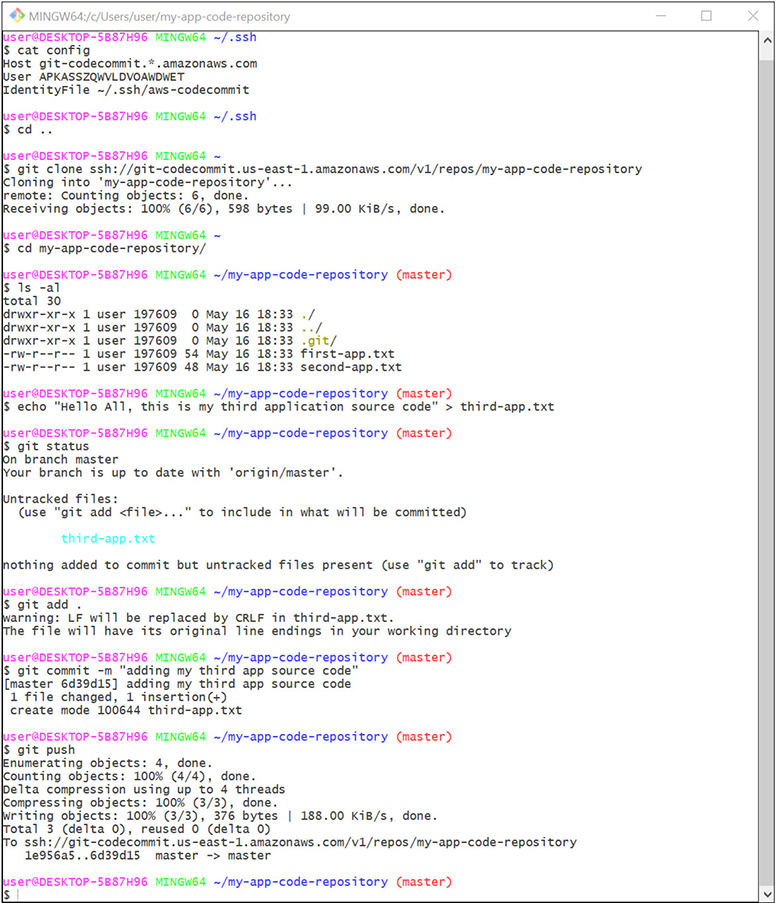 MINGW64:/c/Users/user/my-app-code-repository
user@DESKTOP-5B87H96 MINGW64 ~/.ssh
$ cat config
Host git-codecommit.*.amazonaws.com
User APKASSZQWVLDVOAWDWET
IdentityFile ~/.ssh/aws-codecommit
user@DESKTOP-5B87H96 MINGW64 ~/.ssh
$ cd ..
user@DESKTOP-5B87H96 MINGW64 ~
$ git clone ssh://git-codecommit.us-east-1.amazonaws.com/v1/repos/my-app-code-repository
Cloning into 'my-app-code-repository'...
remote: Counting objects: 6, done.
Receiving objects: 100% (6/6), 598 bytes | 99.00 KiB/s, done.
user@DESKTOP-5B87H96 MINGW64 ~
$ cd my-app-code-repository/
user@DESKTOP-5B87H96 MINGW64 ~/my-app-code-repository (master)
$ ls -al
total 30
drwxr-xr-x 1 user 197609  0 May 16 18:33 ./
drwxr-xr-x 1 user 197609  0 May 16 18:33 ../
drwxr-xr-x 1 user 197609  0 May 16 18:33 .git/
-rw-r--r-- 1 user 197609 54 May 16 18:33 first-app.txt
-rw-r--r-- 1 user 197609 48 May 16 18:33 second-app.txt
user@DESKTOP-5B87H96 MINGW64 ~/my-app-code-repository (master)
$ echo "Hello All, this is my third application source code" > third-app.txt
user@DESKTOP-5B87H96 MINGW64 ~/my-app-code-repository (master)
$ git status
On branch master
Your branch is up to date with 'origin/master'.
Untracked files:
  (use "git add <file>..." to include in what will be committed)
        third-app.txt
nothing added to commit but untracked files present (use "git add" to track)
user@DESKTOP-5B87H96 MINGW64 ~/my-app-code-repository (master)
$ git add .
warning: LF will be replaced by CRLF in third-app.txt.
The file will have its original line endings in your working directory
user@DESKTOP-5B87H96 MINGW64 ~/my-app-code-repository (master)
$ git commit -m "adding my third app source code"
[master 6d39d15] adding my third app source code
 1 file changed, 1 insertion(+)
 create mode 100644 third-app.txt
user@DESKTOP-5B87H96 MINGW64 ~/my-app-code-repository (master)
$ git push
Enumerating objects: 4, done.
Counting objects: 100% (4/4), done.
Delta compression using up to 4 threads
Compressing objects: 100% (3/3), done.
Writing objects: 100% (3/3), 376 bytes | 188.00 KiB/s, done.
Total 3 (delta 0), reused 0 (delta 0)
To ssh://git-codecommit.us-east-1.amazonaws.com/v1/repos/my-app-code-repository
   1e956a5..6d39d15  master -> master
user@DESKTOP-5B87H96 MINGW64 ~/my-app-code-repository (master)
$